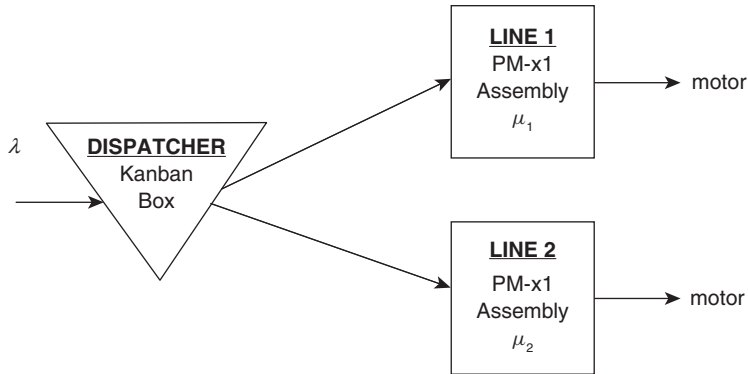 λ
DISPATCHER
Kanban
Box
LINE 1
PM-x1
Assembly
μ₁
motor
LINE 2
PM-x1
Assembly
μ₂
motor